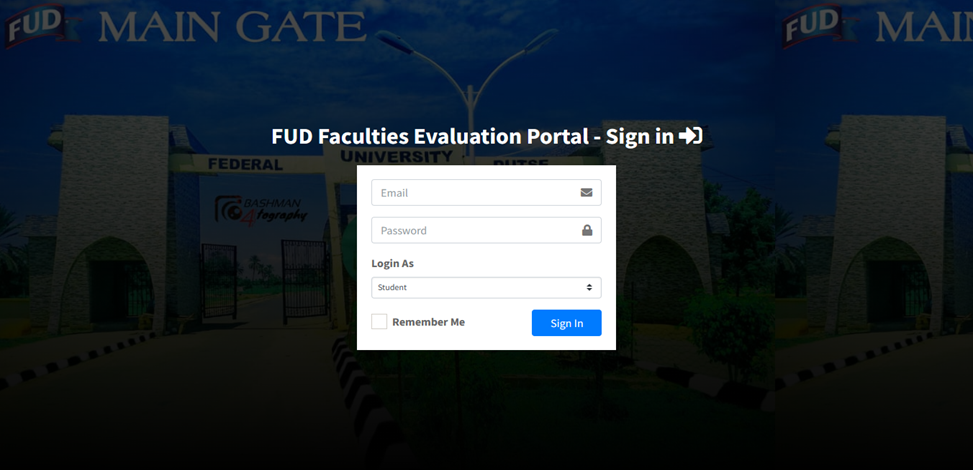 FUD MAIN GATE
FUD MAIN
FUD Faculties Evaluation Portal - Sign in
FEDERAL UNIVERSITY DUTSE
BASHMAN
4tography
Email
Password
Login As
Student
Remember Me
Sign In